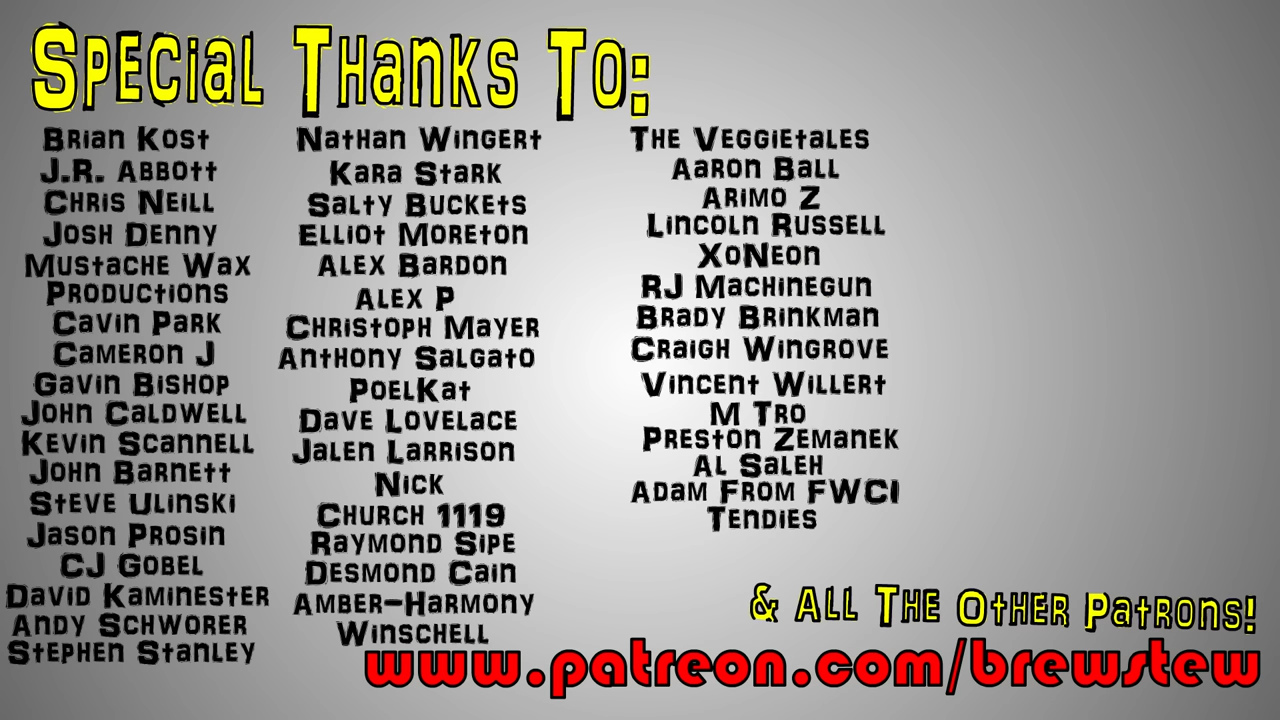 Special Thanks To:
Brian Kost
J.R. Abbott
Chris Neill
Josh Denny
Mustache Wax
Productions
Cavin Park
Cameron J
Gavin Bishop
John Caldwell
Kevin Scannell
John Barnett
Steve Ulinski
Jason Prosin
CJ Gobel
David Kaminester
Andy Schworer
Stephen Stanley
Nathan Wingert
Kara Stark
Salty Buckets
Elliot Moreton
Alex Bardon
Alex P
Christoph Mayer
Anthony Salgato
PoelKat
Dave Lovelace
Jalen Larrison
Nick
Church 1119
Raymond Sipe
Desmond Cain
Amber-Harmony
Winschell
The Veggietales
Aaron Ball
Arimo Z
Lincoln Russell
XoNeon
RJ Machinegun
Brady Brinkman
Craigh Wingrove
Vincent Willert
M Tro
Preston Zemanek
Al Saleh
Adam From FWCI
Tendies
& All The Other Patrons!
www.patreon.com/brewstew